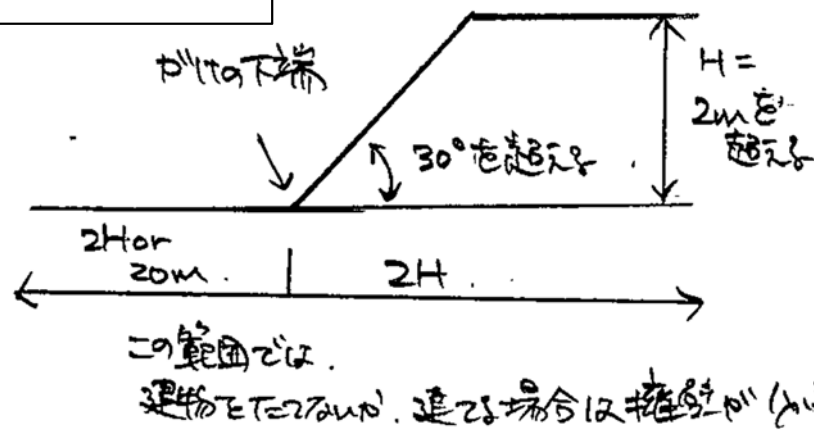 がけの下端
H=
2mを
超える
30°を超える
2Hor
20m.
2H
この範囲では.
建物をたてないか.建てる場合は擁壁が